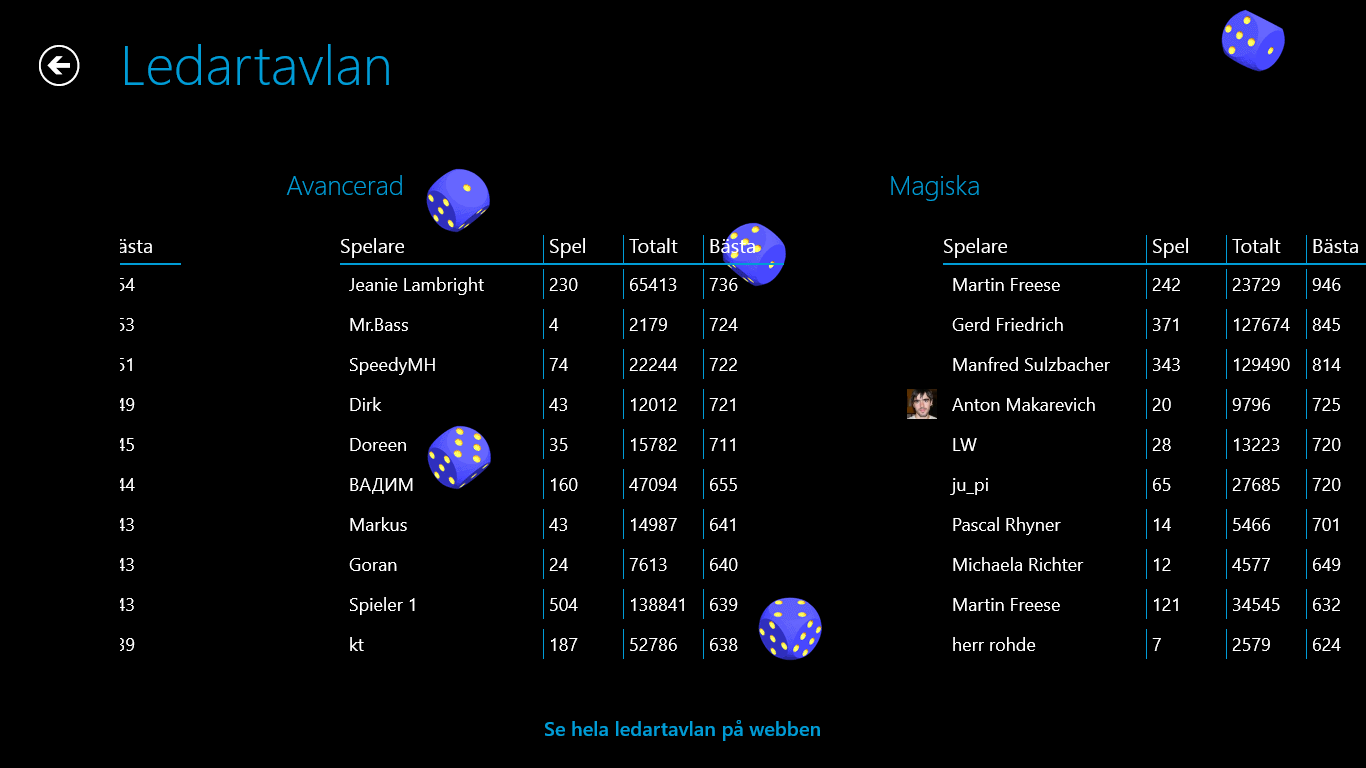 Ledartavlan
Avancerad
Magiska
ästa
54
53
51
49
45
44
43
43
43
39
Spelare Spel Totalt Bästa
Jeanie Lambright 230 65413 736
Mr.Bass 4 2179 724
SpeedyMH 74 22244 722
Dirk 43 12012 721
Doreen 35 15782 711
ВАДИМ 160 47094 655
Markus 43 14987 641
Goran 24 7613 640
Spieler 1 504 138841 639
kt 187 52786 638
Spelare Spel Totalt Bästa
Martin Freese 242 23729 946
Gerd Friedrich 371 127674 845
Manfred Sulzbacher 343 129490 814
Anton Makarevich 20 9796 725
LW 28 13223 720
ju_pi 65 27685 720
Pascal Rhyner 14 5466 701
Michaela Richter 12 4577 649
Martin Freese 121 34545 632
herr rohde 7 2579 624
Se hela ledartavlan på webben